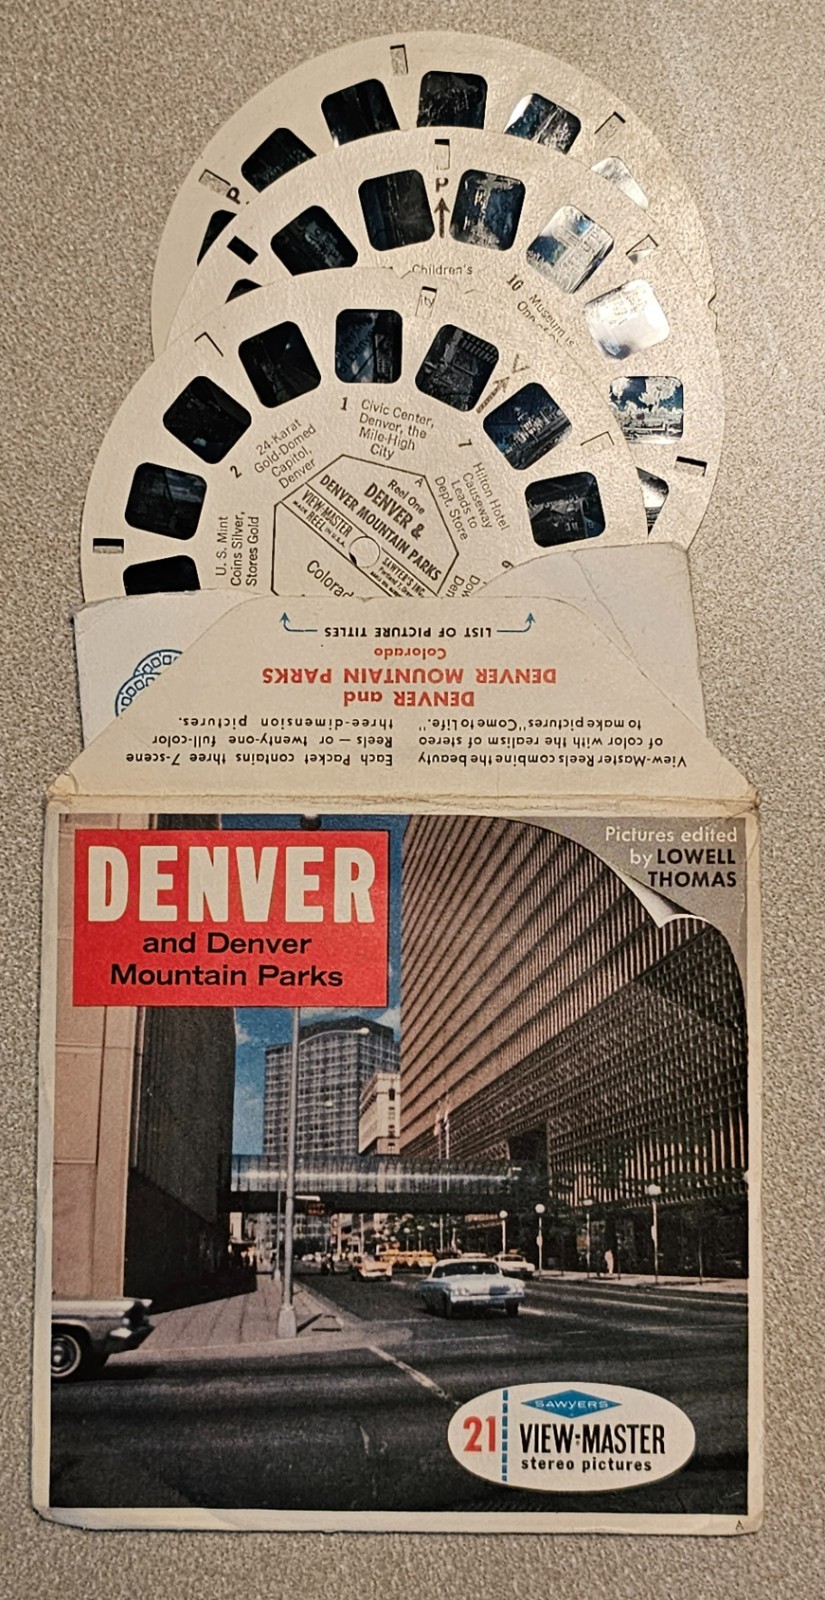 P
P
Children's
10 Museum is
V
1 Civic Center,
Denver, the
Mile-High
City
2 24-Karat
Gold-Domed
Capitol,
Denver
7 Hilton Hotel
Causeway
Leads to
Dept. Store
U. S. Mint
Coins Silver,
Stores Gold
A
Reel One
DENVER &
DENVER MOUNTAIN PARKS
VIEW-MASTER
REEL MADE IN U.S.A.
SAWYER'S INC.
LIST OF PICTURE TITLES
Colorado
DENVER MOUNTAIN PARKS
DENVER and
View-Master Reels combine the beauty
of color with the realism of stereo
to make pictures "Come to Life."
Each Packet contains three 7-scene
Reels — or twenty-one full-color
three-dimension pictures.
DENVER
and Denver
Mountain Parks
Pictures edited
by LOWELL
THOMAS
SAWYER'S
21 VIEW-MASTER
stereo pictures
A